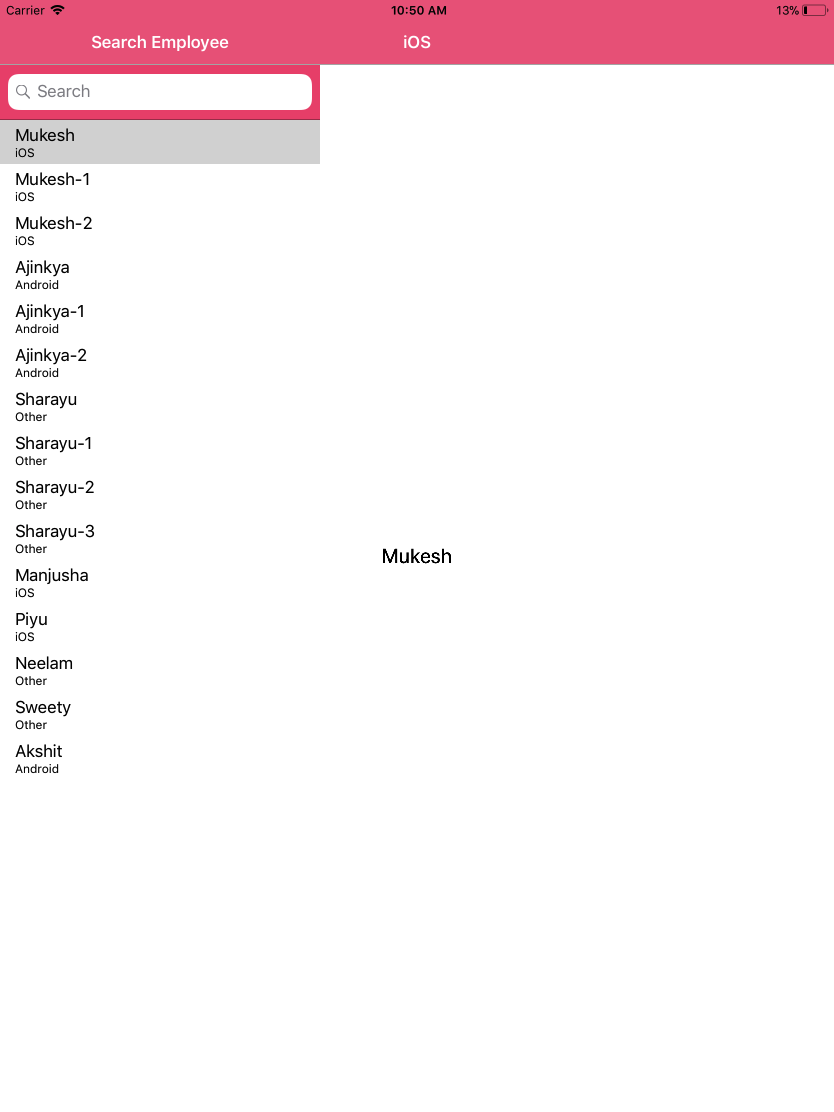 Carrier 10:50 AM 13%
Search Employee iOS
Search
Mukesh
iOS
Mukesh-1
iOS
Mukesh-2
iOS
Ajinkya
Android
Ajinkya-1
Android
Ajinkya-2
Android
Sharayu
Other
Sharayu-1
Other
Sharayu-2
Other
Sharayu-3
Other
Manjusha
iOS
Piyu
iOS
Neelam
Other
Sweety
Other
Akshit
Android
Mukesh